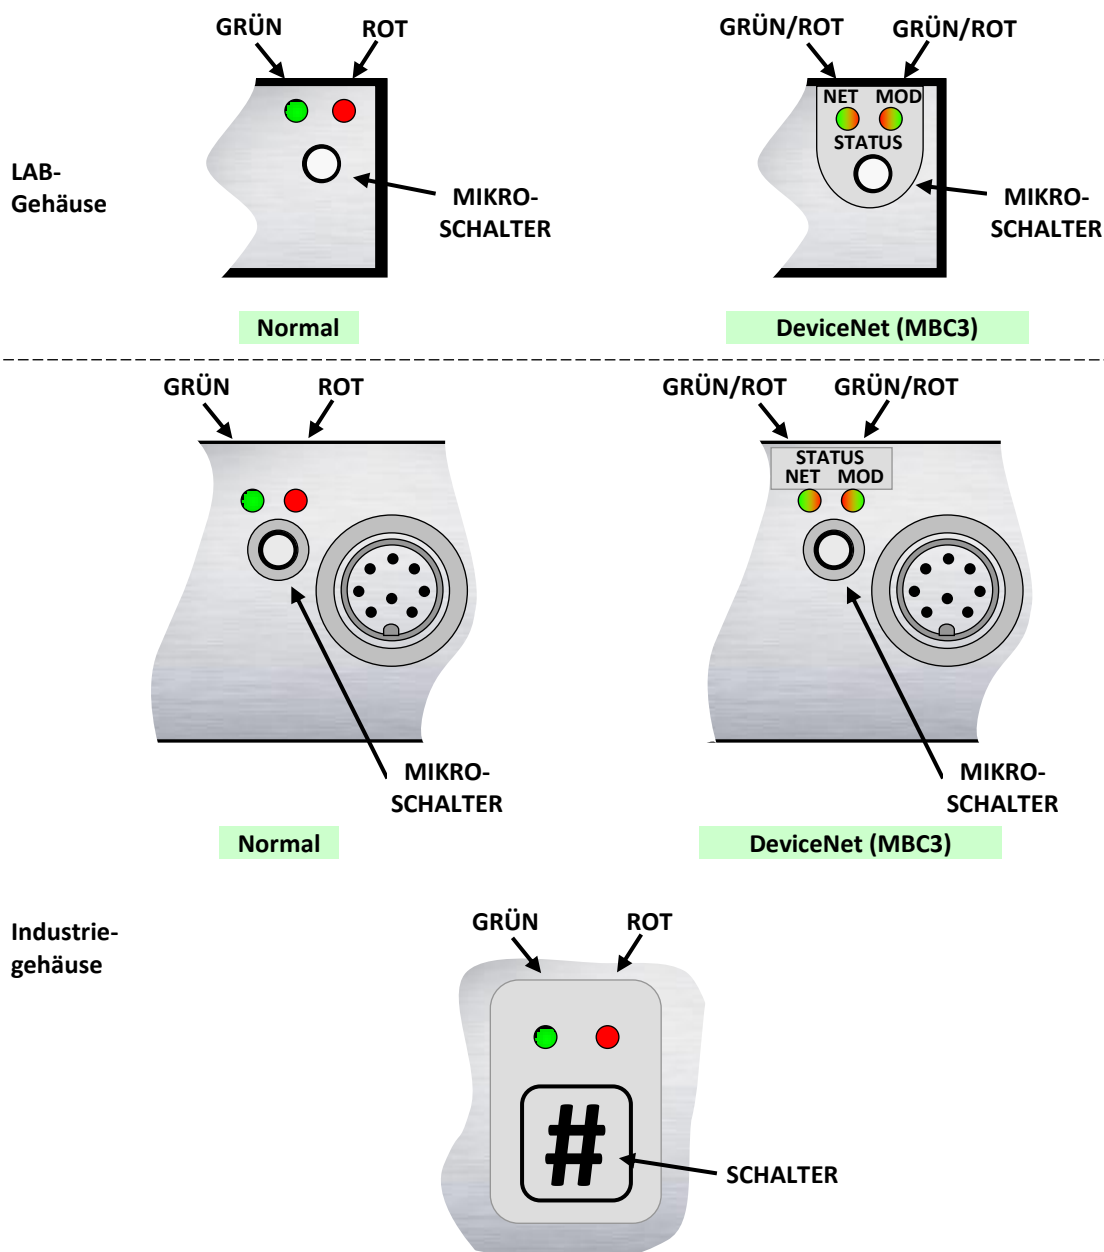 GRÜN
ROT
GRÜN/ROT
GRÜN/ROT
NET MOD
STATUS
LAB-
Gehäuse
MIKRO-
SCHALTER
MIKRO-
SCHALTER
Normal
DeviceNet (MBC3)
GRÜN
ROT
GRÜN/ROT
GRÜN/ROT
STATUS
NET MOD
MIKRO-
SCHALTER
MIKRO-
SCHALTER
Normal
DeviceNet (MBC3)
Industrie-
gehäuse
GRÜN
ROT
#
SCHALTER